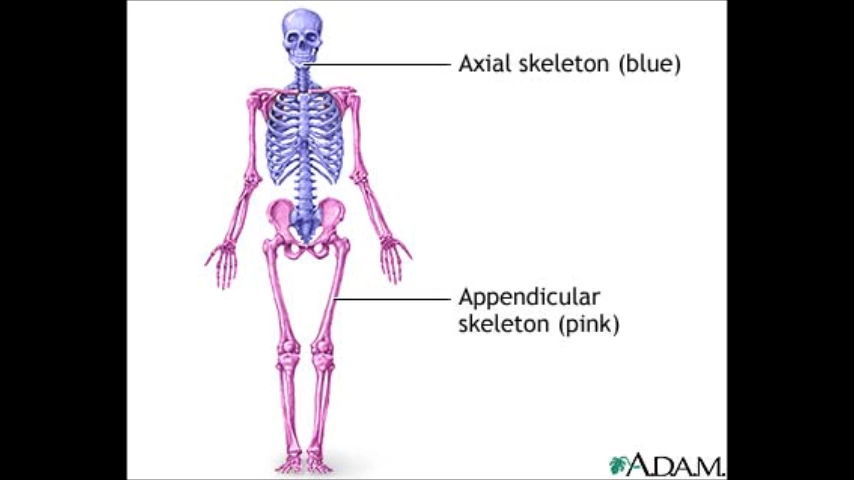 Axial skeleton (blue)
Appendicular
skeleton (pink)
A.D.A.M.